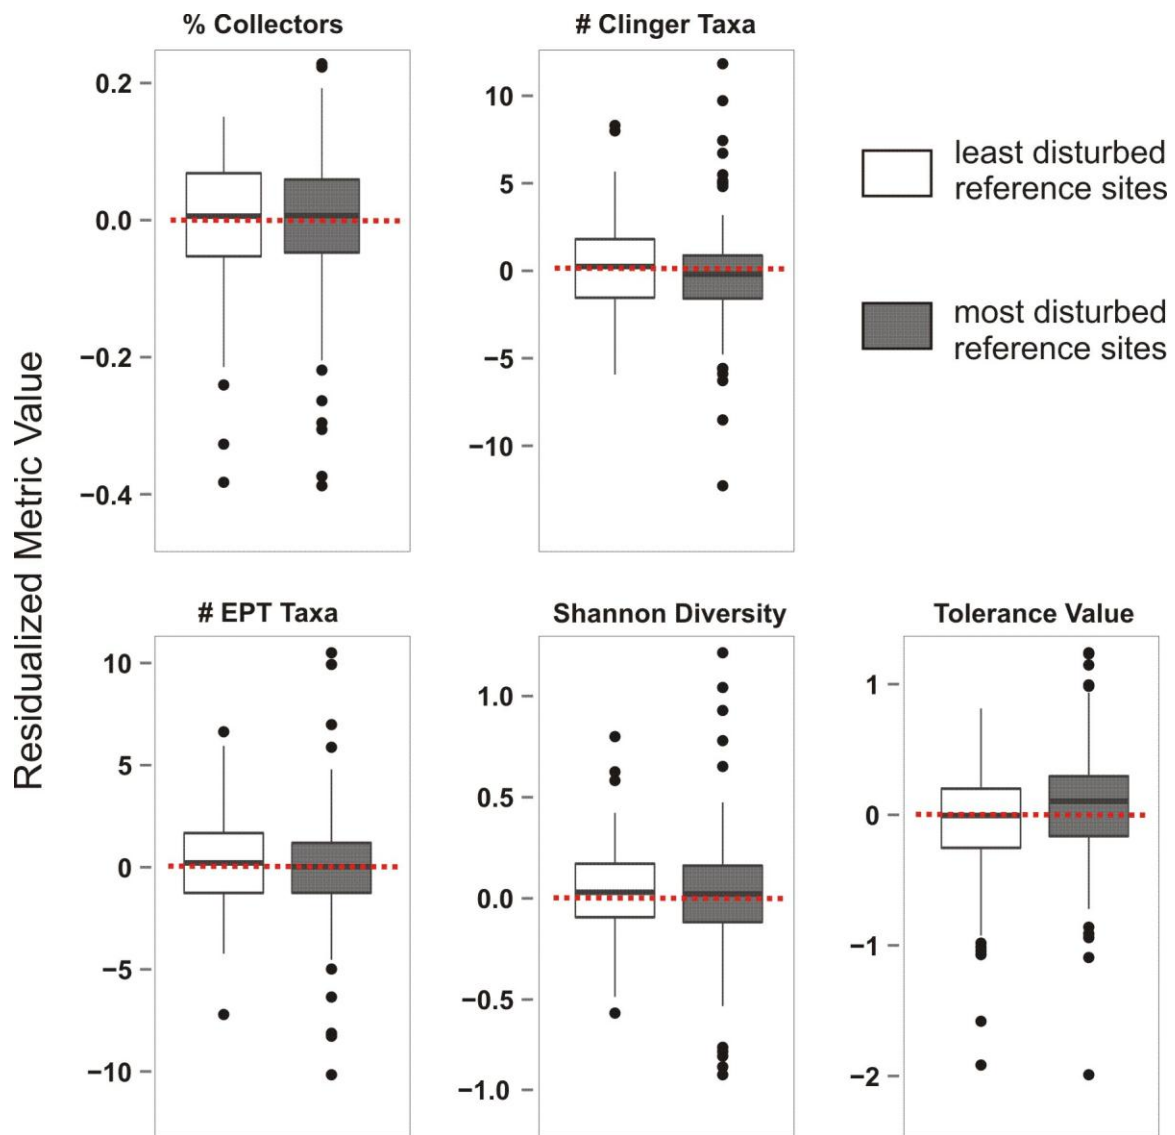 % Collectors
# Clinger Taxa
0.2
0.0
−0.2
−0.4
10
5
0
−5
−10
least disturbed
reference sites
most disturbed
reference sites
Residualized Metric Value
# EPT Taxa
Shannon Diversity
Tolerance Value
10
5
0
−5
−10
1.0
0.5
0.0
−0.5
−1.0
1
0
−1
−2